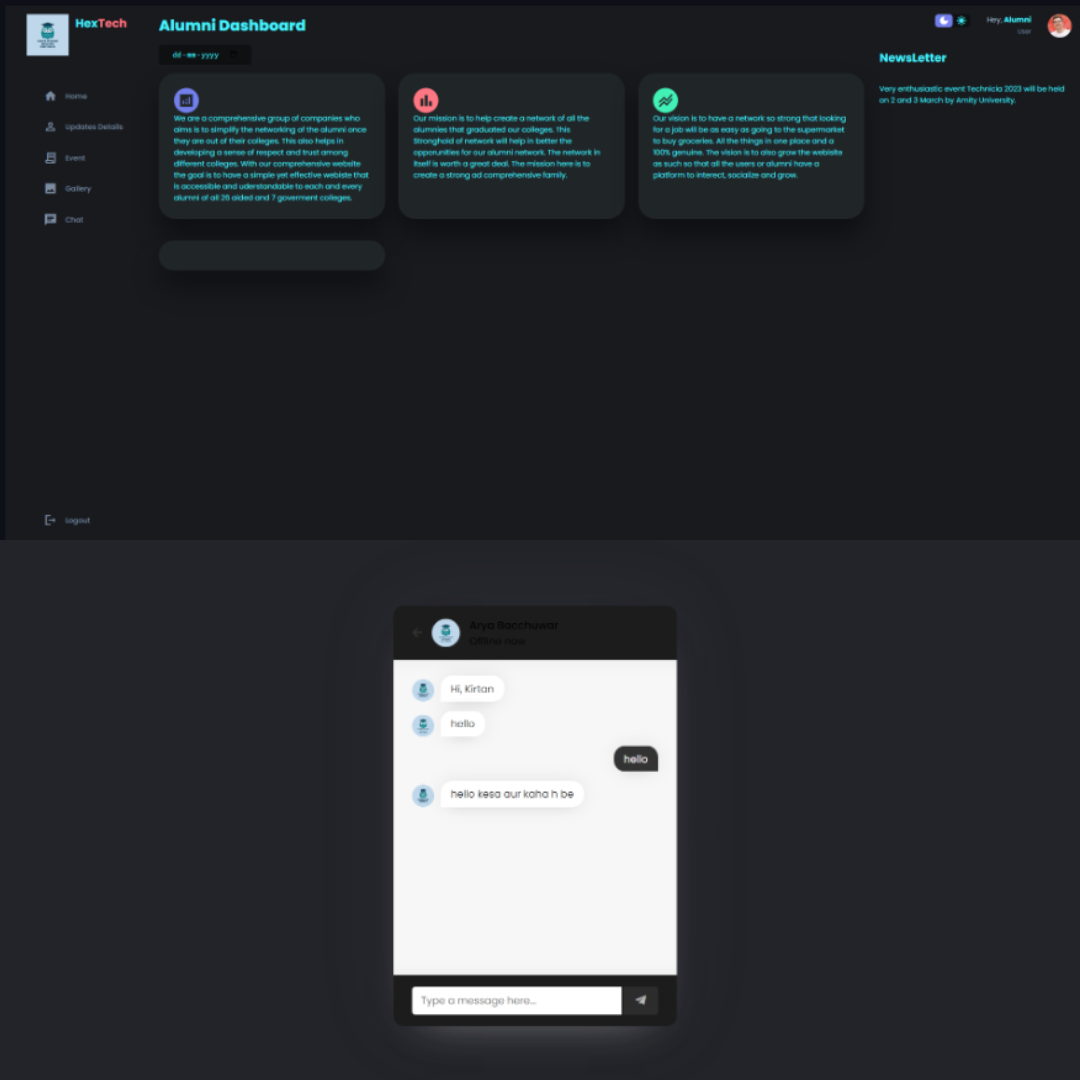 HexTech
Home
Updates Details
Event
Gallery
Chat
Logout
Alumni Dashboard
dd-mm-yyyy
We are a comprehensive group of companies who
aims is to simplify the networking of the alumni once
they are out of their colleges. This also helps in
developing a sense of respect and trust among
different colleges. With our comprehensive website
the goal is to have a simple yet effective webiste that
is accessible and uderstandable to each and every
alumni of all 26 aided and 7 goverment colleges.
Our mission is to help create a network of all the
alumnies that graduated our colleges. This
Stronghold of network will help in better the
opporunities for our alumni network. The network in
itself is worth a great deal. The mission here is to
create a strong ad comprehensive family.
Our vision is to have a network so strong that looking
for a job will be as easy as going to the supermarket
to buy groceries. All the things in one place and a
100% genuine. The vision is to also grow the webisite
as such so that all the users or alumni have a
platform to interect, socialize and grow.
Hey, Alumni
User
NewsLetter
Very enthusiastic event Technicia 2023 will be held
on 2 and 3 March by Amity University.
Arya Bacchuwar
Offline now
Hi, Kirtan
hello
hello
hello kesa aur kaha h be
Type a message here...